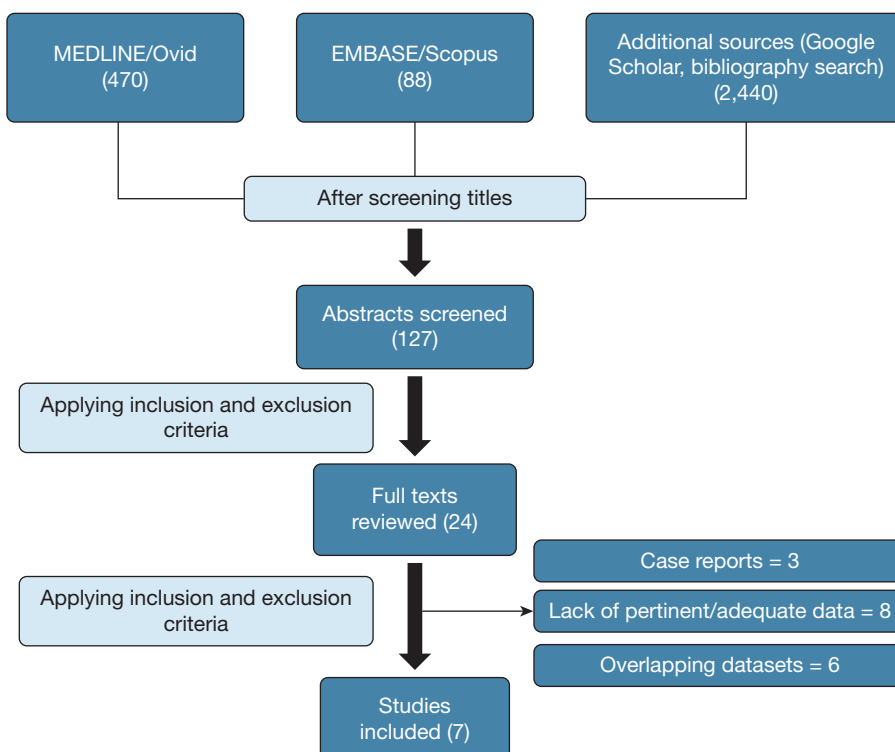 MEDLINE/Ovid
(470)
EMBASE/Scopus
(88)
Additional sources (Google
Scholar, bibliography search)
(2,440)
After screening titles
Abstracts screened
(127)
Applying inclusion and exclusion
criteria
Full texts
reviewed (24)
Case reports = 3
Applying inclusion and exclusion
criteria
Lack of pertinent/adequate data = 8
Overlapping datasets = 6
Studies
included (7)